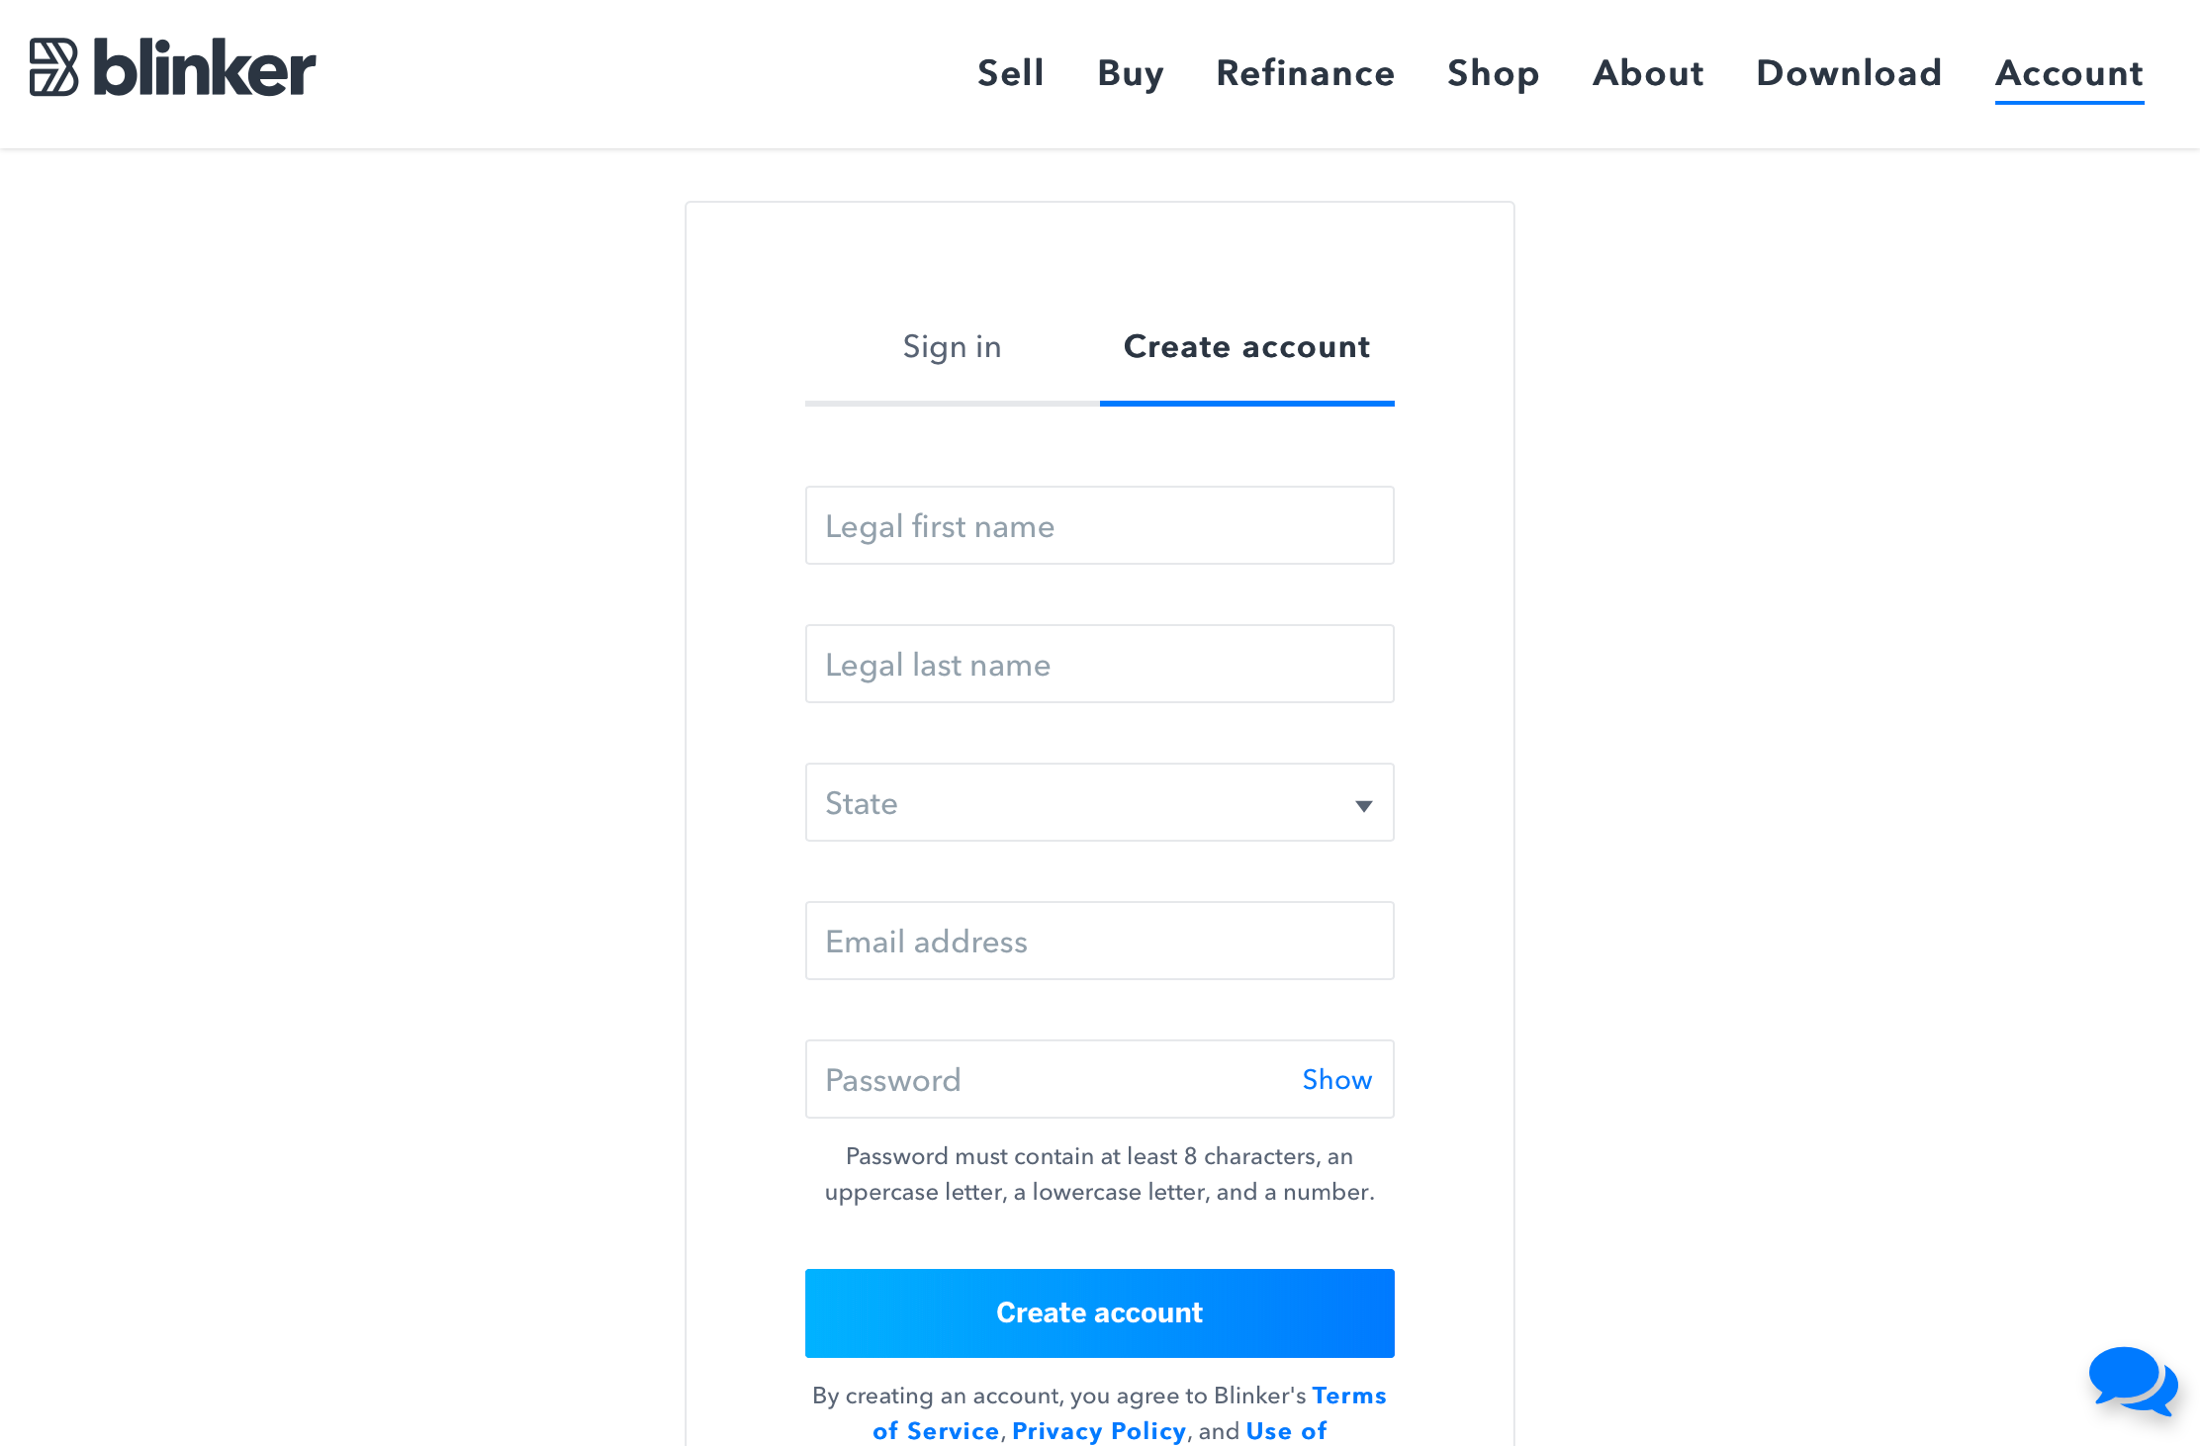 blinker
Sell Buy Refinance Shop About Download Account
Sign in Create account
Legal first name
Legal last name
State
Email address
Password Show
Password must contain at least 8 characters, an
uppercase letter, a lowercase letter, and a number.
Create account
By creating an account, you agree to Blinker's Terms
of Service, Privacy Policy, and Use of